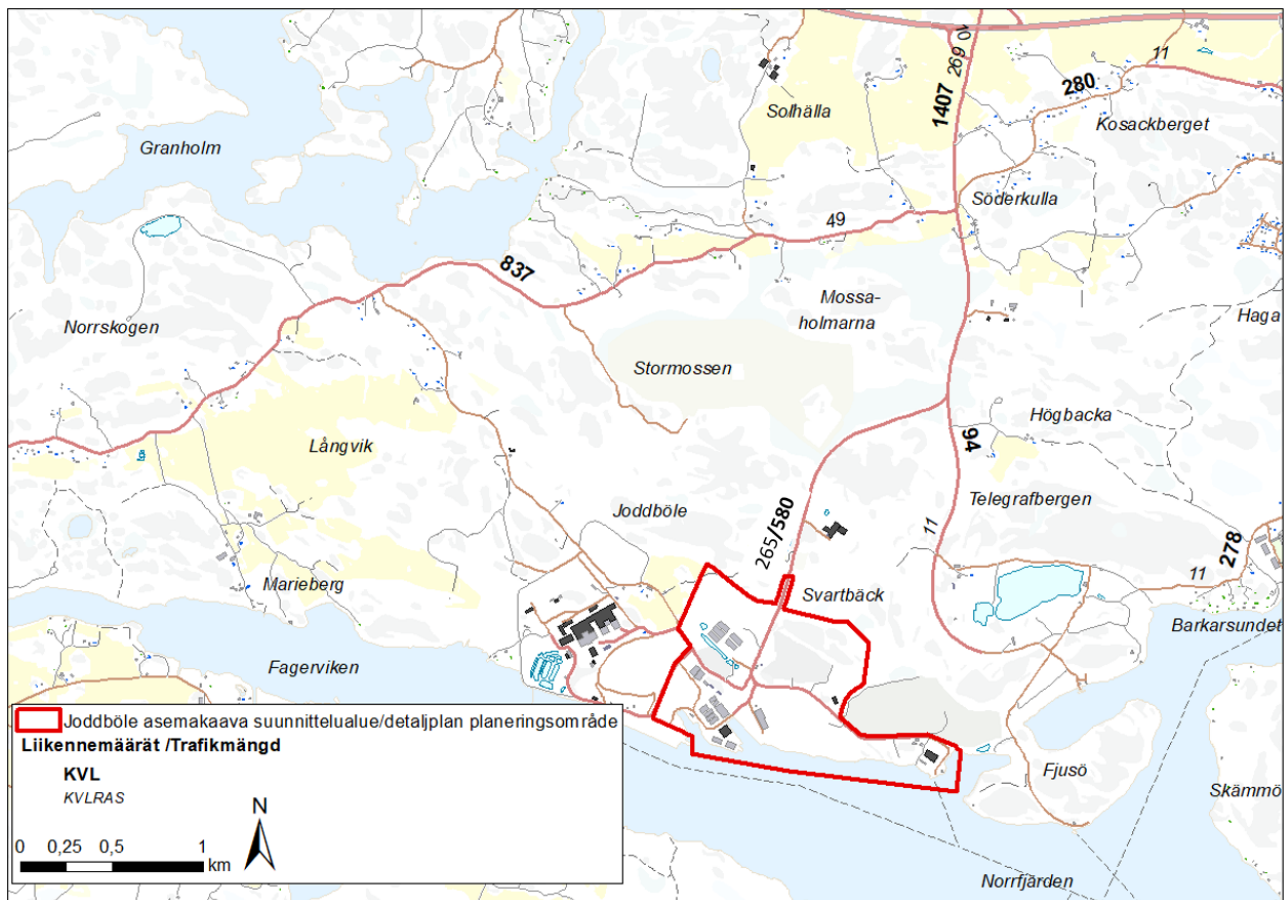 11
280
269 ov
1407
Solhälla
Kosackberget
Granholm
Söderkulla
49
837
Mossa-
holmarna
Norrskogen
Haga
Stormossen
Högbacka
94
Långvik
Telegrafbergen
Joddböle
265/580
11
278
11
Marieberg
Svartbäck
Barkarsundet
Fagerviken
Joddböle asemakaava suunnittelualue/detaljplan planeringsområde
Liikennemäärät /Trafikmängd
KVL
KVLRAS
N
0 0,25 0,5 1
km
Fjusö
Skämmö
Norrfjärden